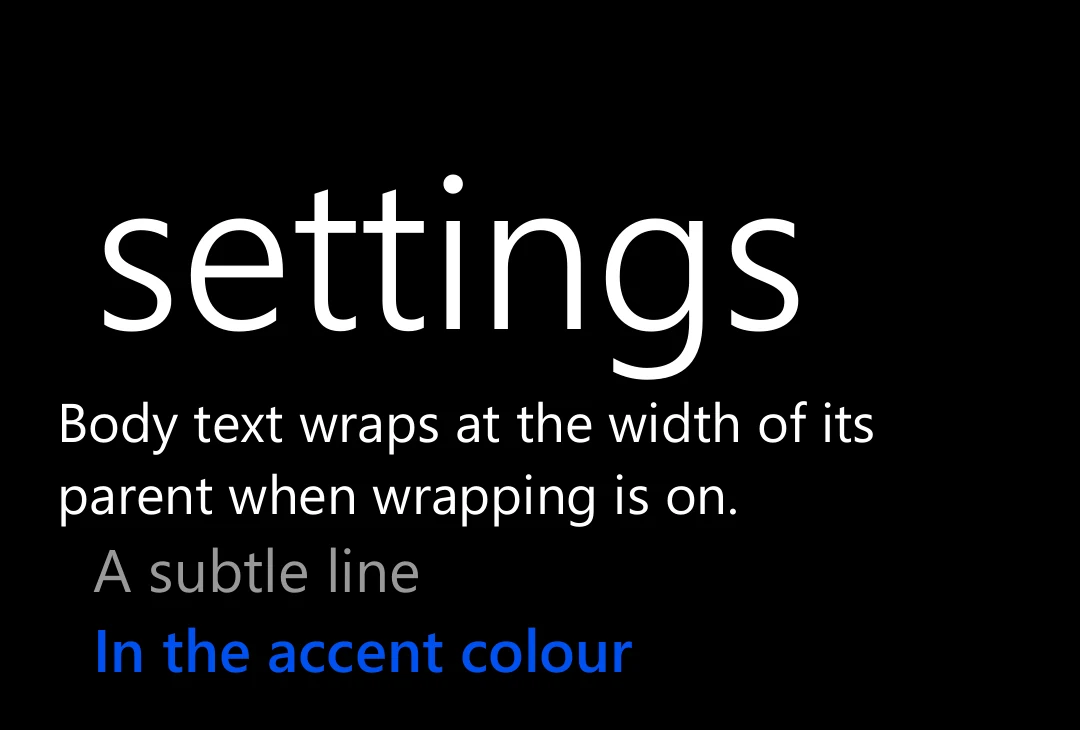 settings
Body text wraps at the width of its
parent when wrapping is on.
A subtle line
In the accent colour